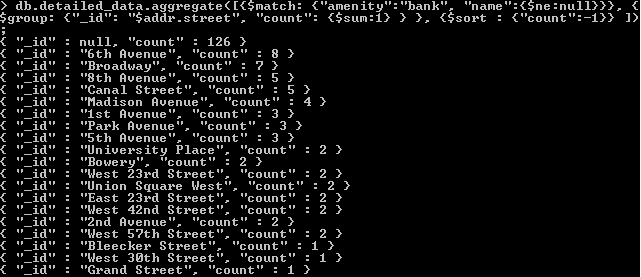 > db.detailed_data.aggregate([{$match: {"amenity":"bank", "name":{$ne:null}}}, {
$group: {"_id": "$addr.street", "count": {$sum:1} } }, {$sort : {"count":-1}} ])
;
{ "_id" : null, "count" : 126 }
{ "_id" : "6th Avenue", "count" : 8 }
{ "_id" : "Broadway", "count" : 7 }
{ "_id" : "8th Avenue", "count" : 5 }
{ "_id" : "Canal Street", "count" : 5 }
{ "_id" : "Madison Avenue", "count" : 4 }
{ "_id" : "1st Avenue", "count" : 3 }
{ "_id" : "Park Avenue", "count" : 3 }
{ "_id" : "5th Avenue", "count" : 3 }
{ "_id" : "University Place", "count" : 2 }
{ "_id" : "Bowery", "count" : 2 }
{ "_id" : "West 23rd Street", "count" : 2 }
{ "_id" : "Union Square West", "count" : 2 }
{ "_id" : "East 23rd Street", "count" : 2 }
{ "_id" : "West 42nd Street", "count" : 2 }
{ "_id" : "2nd Avenue", "count" : 2 }
{ "_id" : "West 57th Street", "count" : 2 }
{ "_id" : "Bleecker Street", "count" : 1 }
{ "_id" : "West 30th Street", "count" : 1 }
{ "_id" : "Grand Street", "count" : 1 }